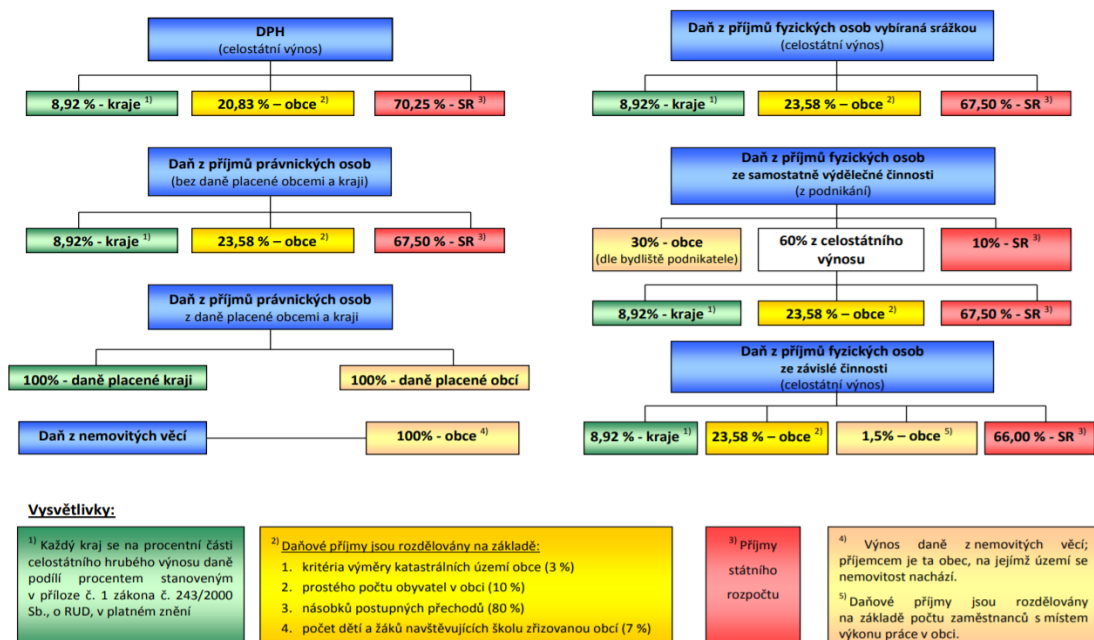 DPH
(celostátní výnos)
8,92 % - kraje 1)
20,83 % – obce 2)
70,25 % - SR 3)
Daň z příjmů právnických osob
(bez daně placené obcemi a kraji)
8,92% - kraje 1)
23,58 % – obce 2)
67,50 % - SR 3)
Daň z příjmů právnických osob
z daně placené obcemi a kraji
100% - daně placené kraji
100% - daně placené obcí
Daň z nemovitých věcí
100% - obce 4)
Daň z příjmů fyzických osob vybíraná srážkou
(celostátní výnos)
8,92% - kraje 1)
23,58 % – obce 2)
67,50 % - SR 3)
Daň z příjmů fyzických osob
ze samostatně výdělečné činnosti
(z podnikání)
30% - obce
(dle bydliště podnikatele)
60% z celostátního
výnosu
10% - SR 3)
8,92% - kraje 1)
23,58 % – obce 2)
67,50 % - SR 3)
Daň z příjmů fyzických osob
ze závislé činnosti
(celostátní výnos)
8,92 % - kraje 1)
23,58 % – obce 2)
1,5% – obce 5)
66,00 % - SR 3)
Vysvětlivky:
1) Každý kraj se na procentní části
celostátního hrubého výnosu daně
podílí procentem stanoveným
v příloze č. 1 zákona č. 243/2000
Sb., o RUD, v platném znění
2) Daňové příjmy jsou rozdělovány na základě:
1. kritéria výměry katastrálních území obce (3 %)
2. prostého počtu obyvatel v obci (10 %)
3. násobků postupných přechodů (80 %)
4. počet dětí a žáků navštěvujících školu zřizovanou obcí (7 %)
3) Příjmy
státního
rozpočtu
4) Výnos daně z nemovitých věcí;
příjemcem je ta obec, na jejímž území se
nemovitost nachází.
5) Daňové příjmy jsou rozdělovány
na základě počtu zaměstnanců s místem
výkonu práce v obci.